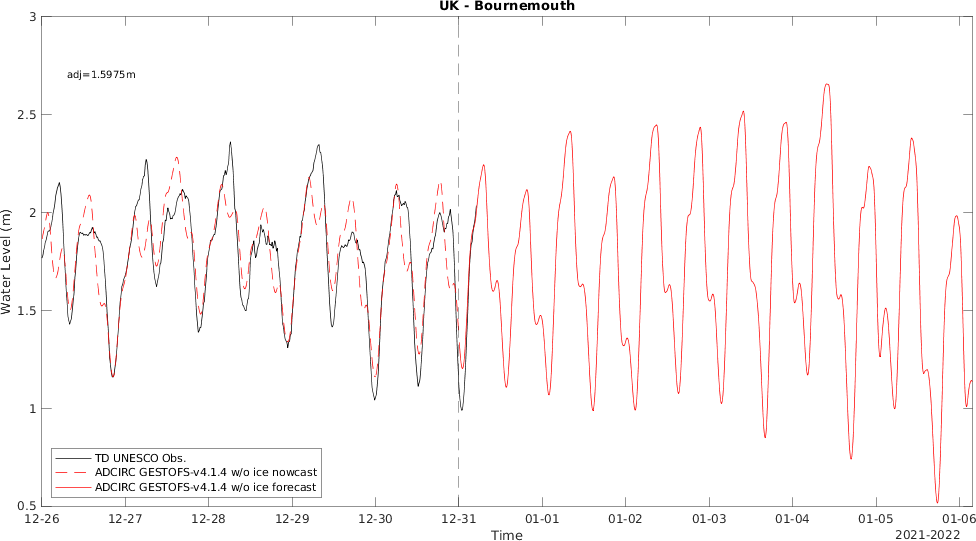 UK - Bournemouth
3
adj=1.5975m
2.5
2
Water Level (m)
1.5
1
0.5
TD UNESCO Obs.
ADCIRC GESTOFS-v4.1.4 w/o ice nowcast
ADCIRC GESTOFS-v4.1.4 w/o ice forecast
12-26 12-27 12-28 12-29 12-30 12-31 01-01 01-02 01-03 01-04 01-05 01-06
Time
2021-2022